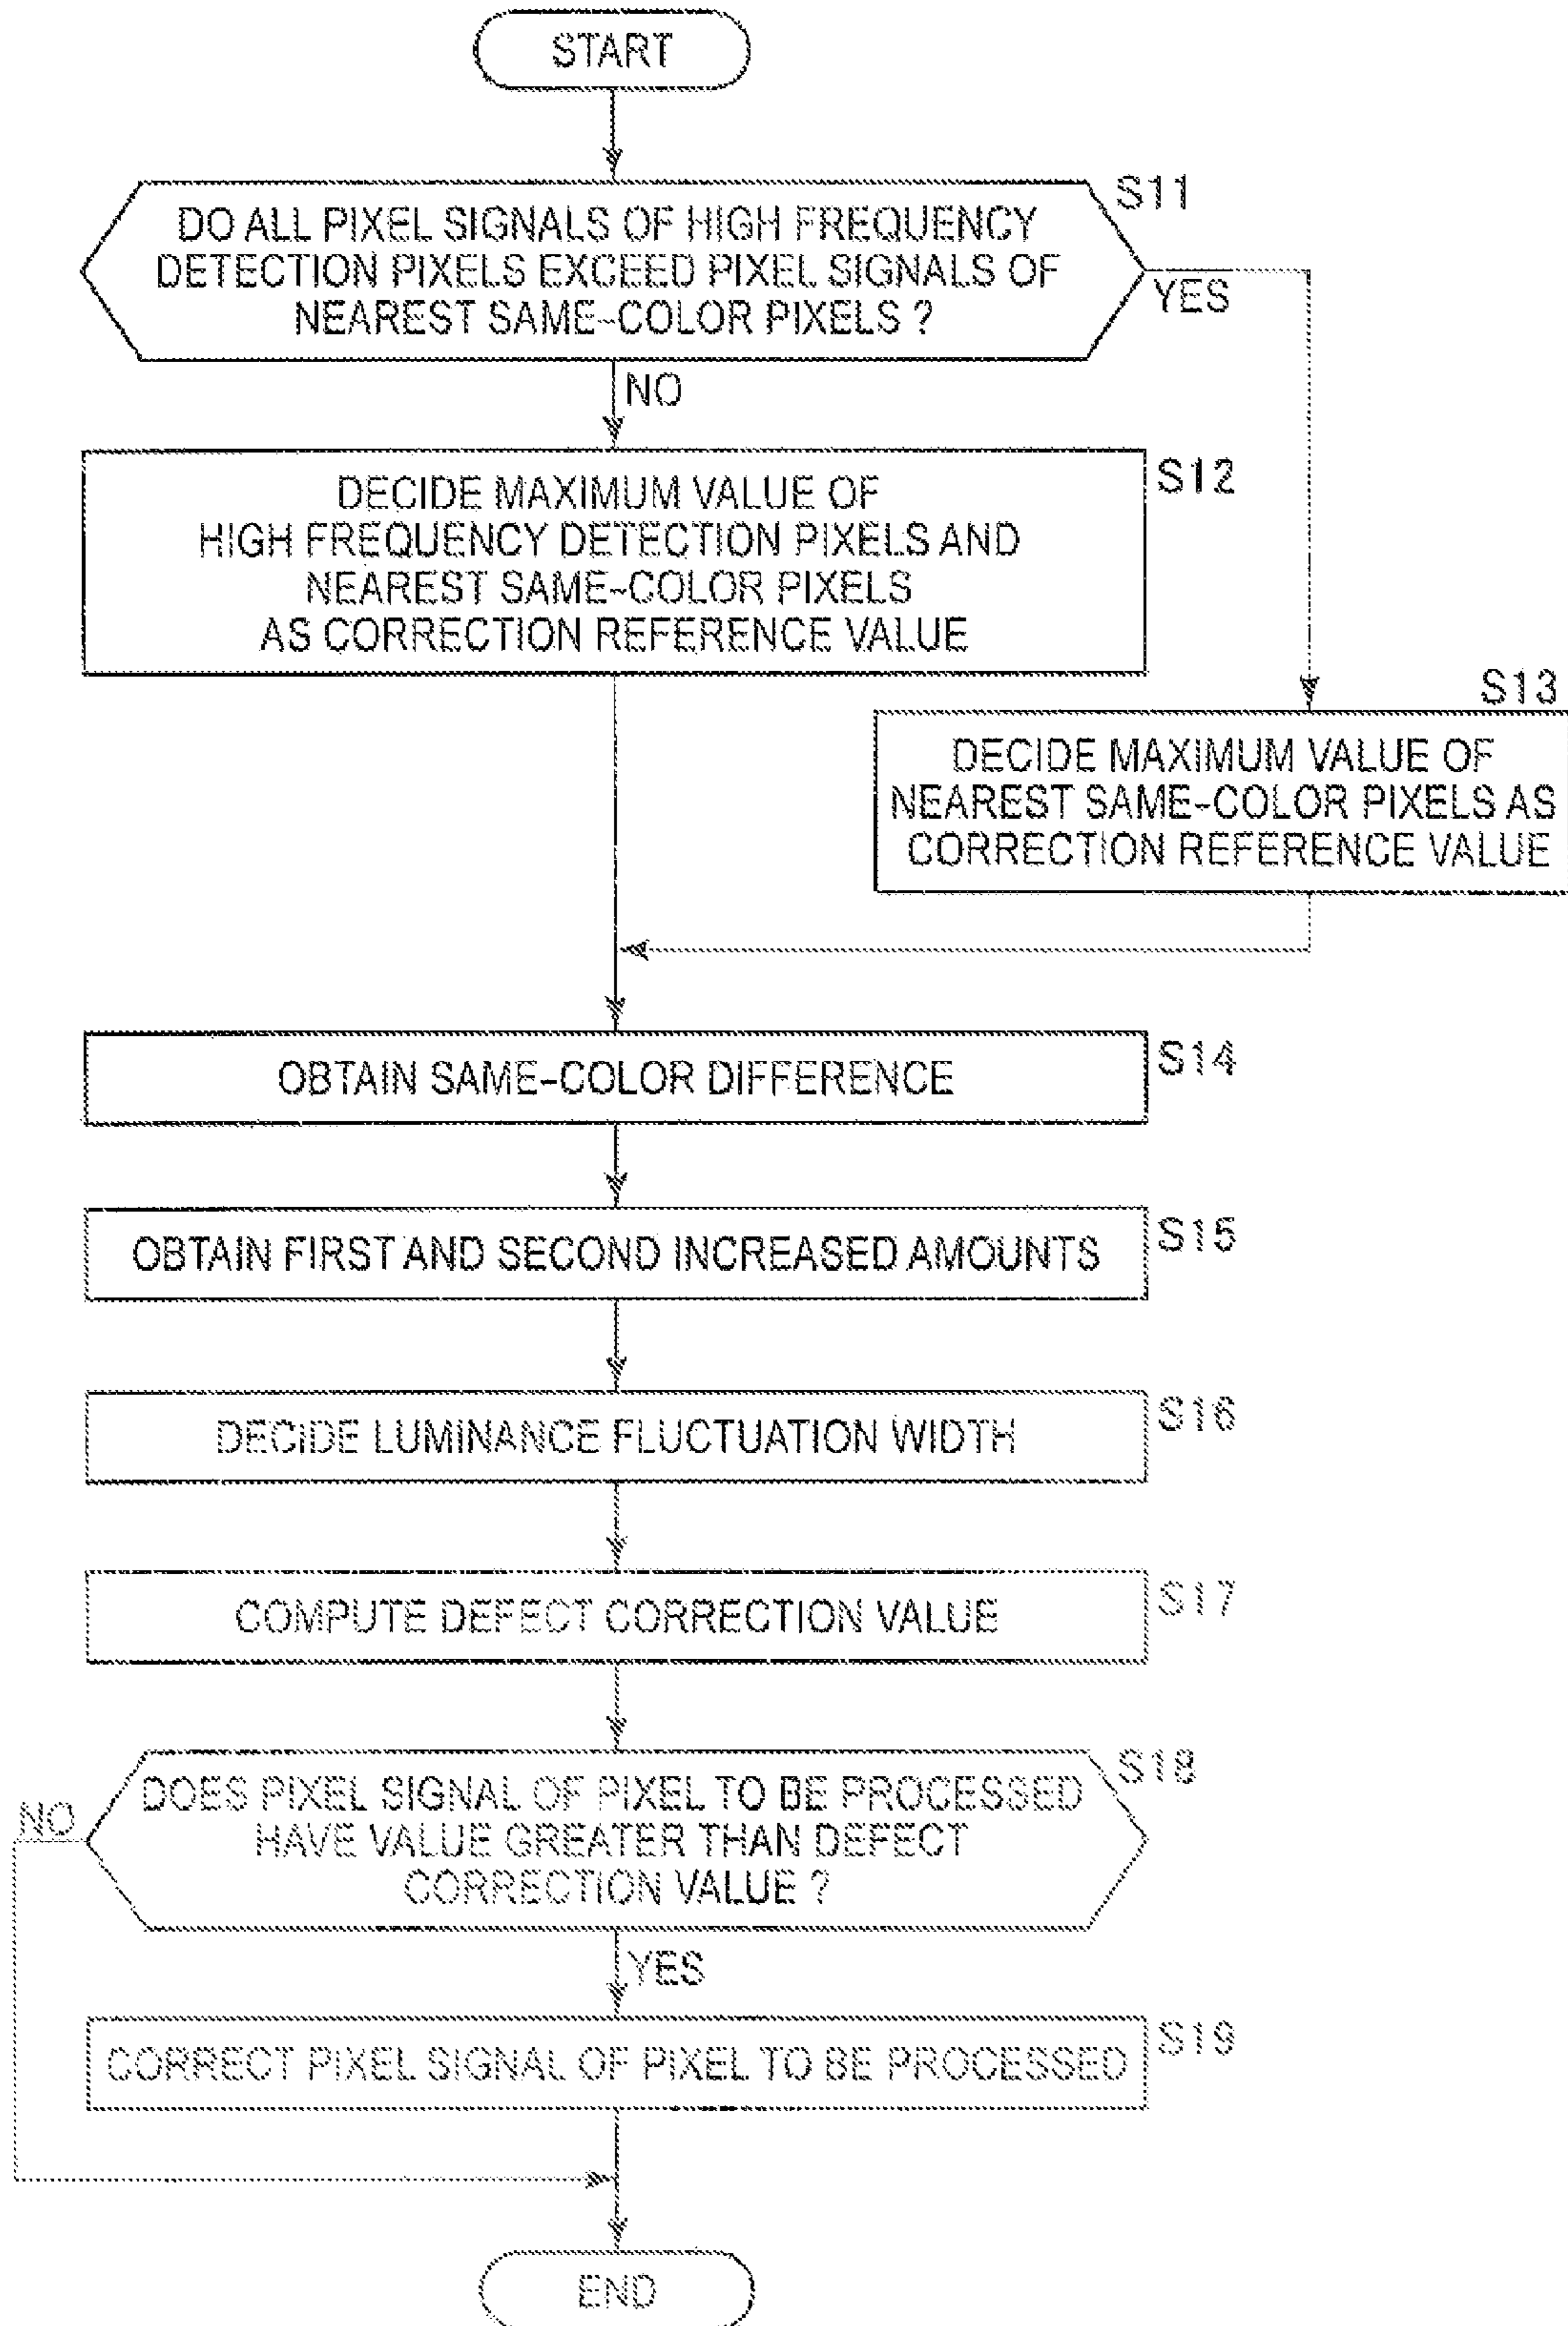 START
DO ALL PIXEL SIGNALS OF HIGH FREQUENCY
DETECTION PIXELS EXCEED PIXEL SIGNALS OF
NEAREST SAME-COLOR PIXELS ?
S11
YES
NO
DECIDE MAXIMUM VALUE OF
HIGH FREQUENCY DETECTION PIXELS AND
NEAREST SAME-COLOR PIXELS
AS CORRECTION REFERENCE VALUE
S12
S13
DECIDE MAXIMUM VALUE OF
NEAREST SAME-COLOR PIXELS AS
CORRECTION REFERENCE VALUE
OBTAIN SAME-COLOR DIFFERENCE
S14
OBTAIN FIRST AND SECOND INCREASED AMOUNTS
S15
DECIDE LUMINANCE FLUCTUATION WIDTH
S16
COMPUTE DEFECT CORRECTION VALUE
S17
DOES PIXEL SIGNAL OF PIXEL TO BE PROCESSED
HAVE VALUE GREATER THAN DEFECT
CORRECTION VALUE ?
S18
NO
YES
CORRECT PIXEL SIGNAL OF PIXEL TO BE PROCESSED
S19
END